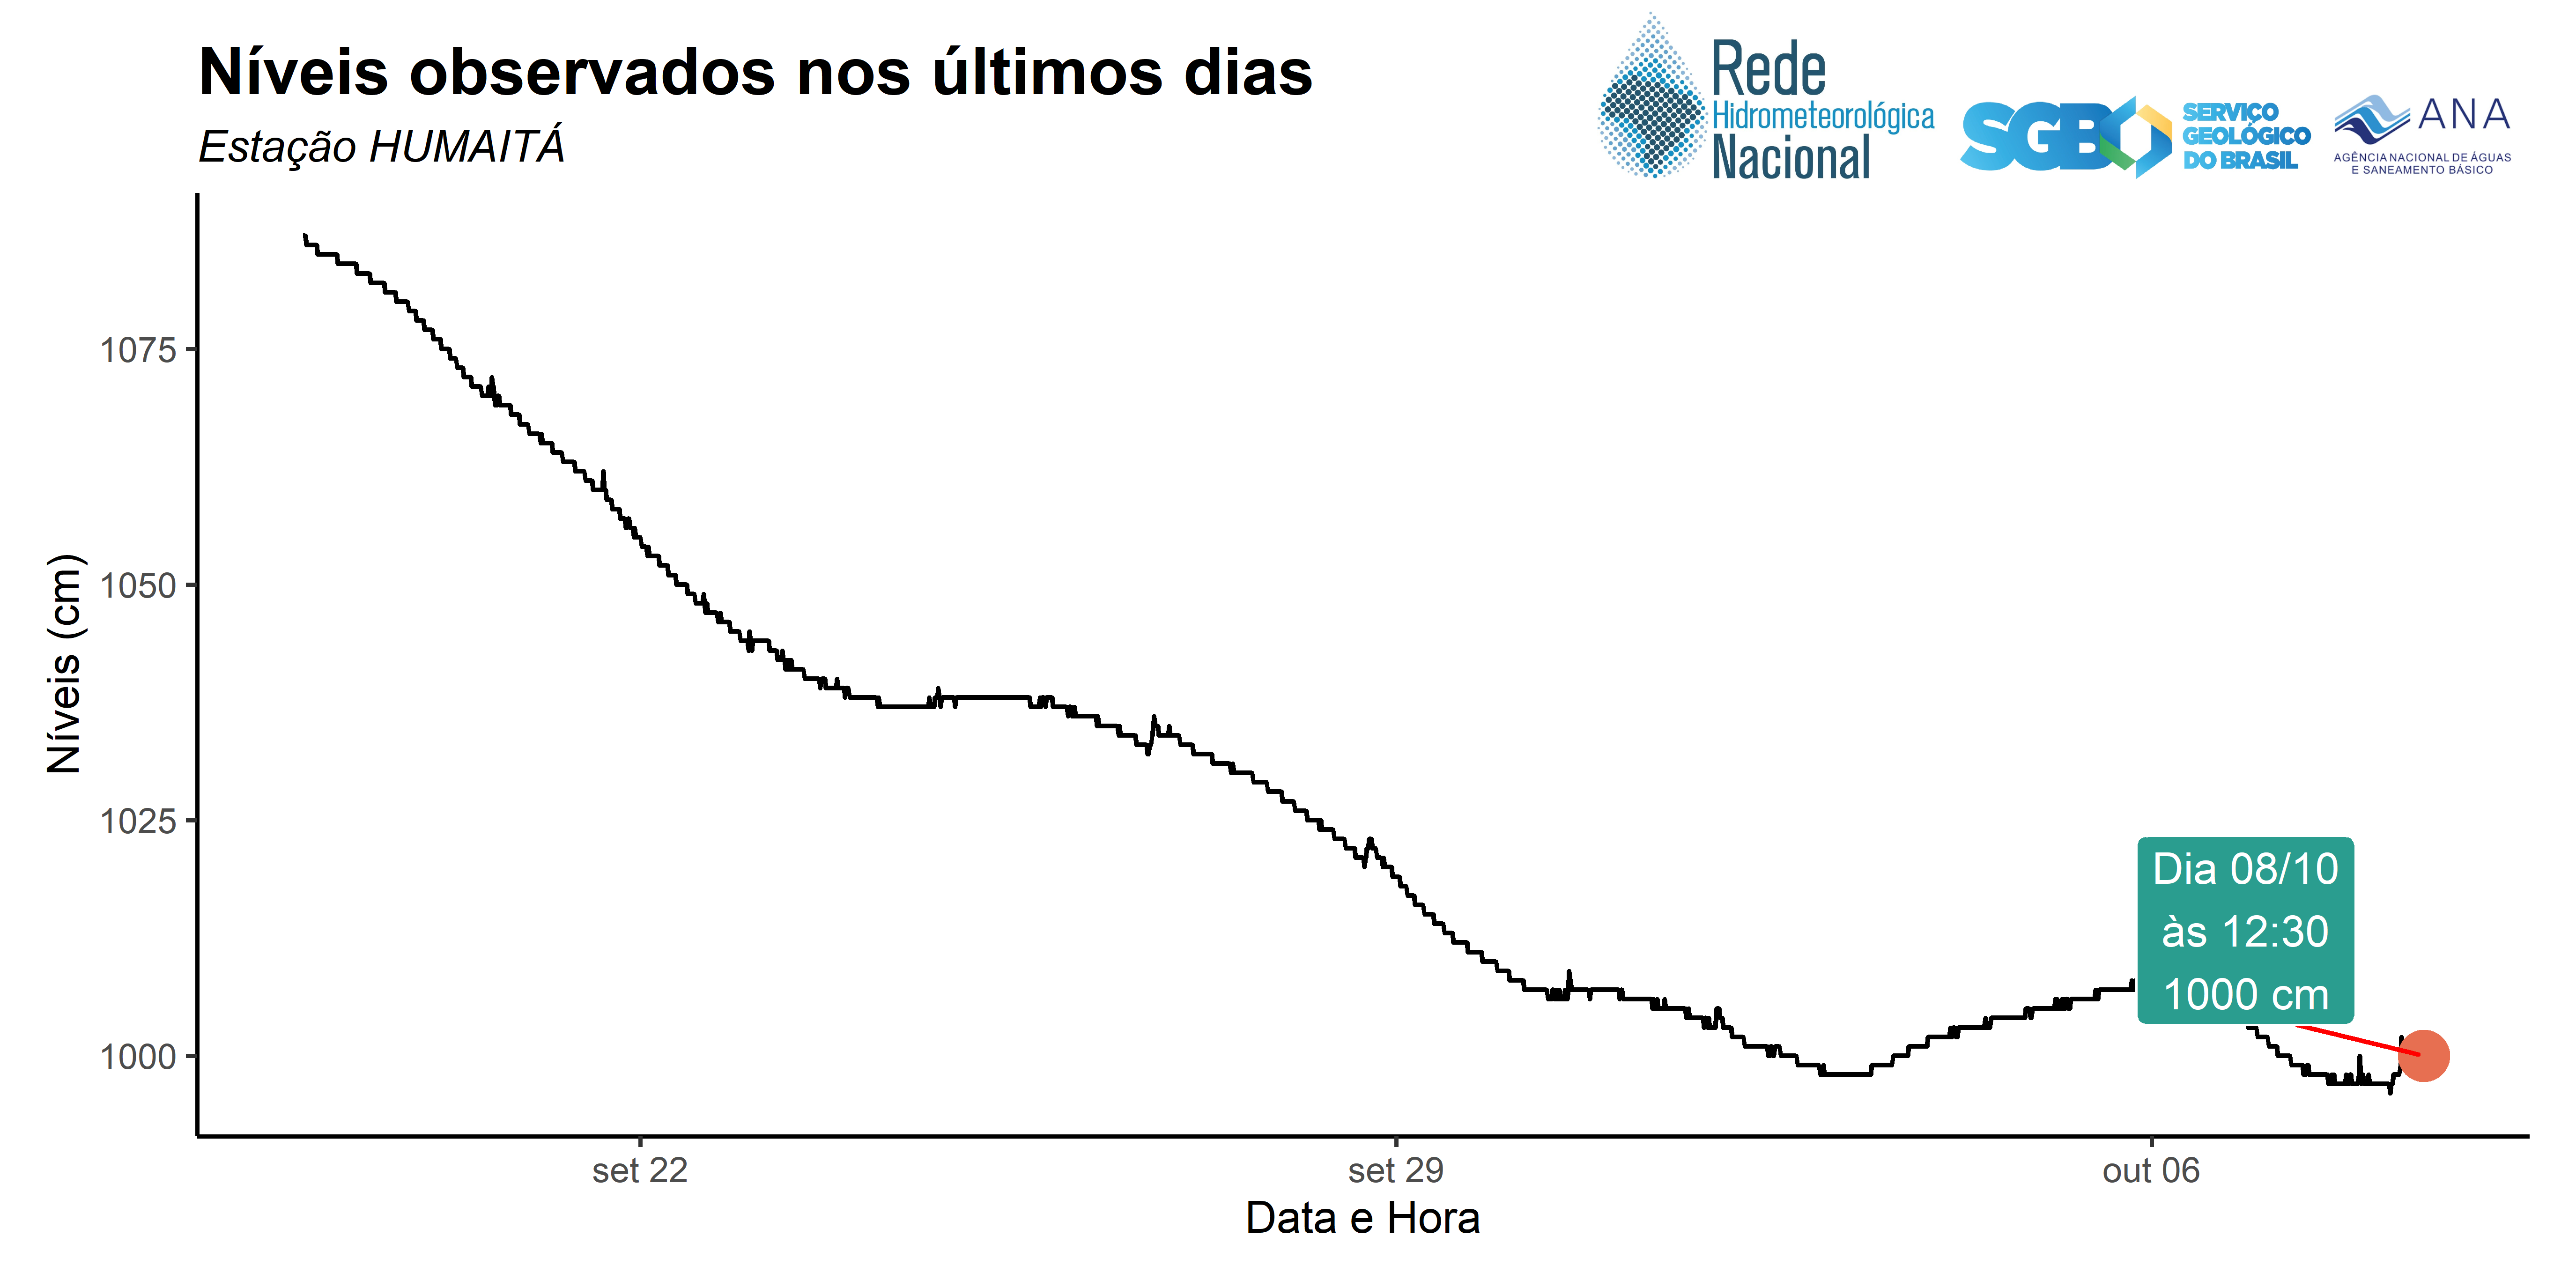 Níveis observados nos últimos dias
Estação HUMAITÁ
Rede
Hidrometeorológica
Nacional
SGB
SERVIÇO
GEOLÓGICO
DO BRASIL
ANA
AGÊNCIA NACIONAL DE ÁGUAS
E SANEAMENTO BÁSICO
Níveis (cm)
1075
1050
1025
1000
Dia 08/10
às 12:30
1000 cm
set 22
set 29
out 06
Data e Hora